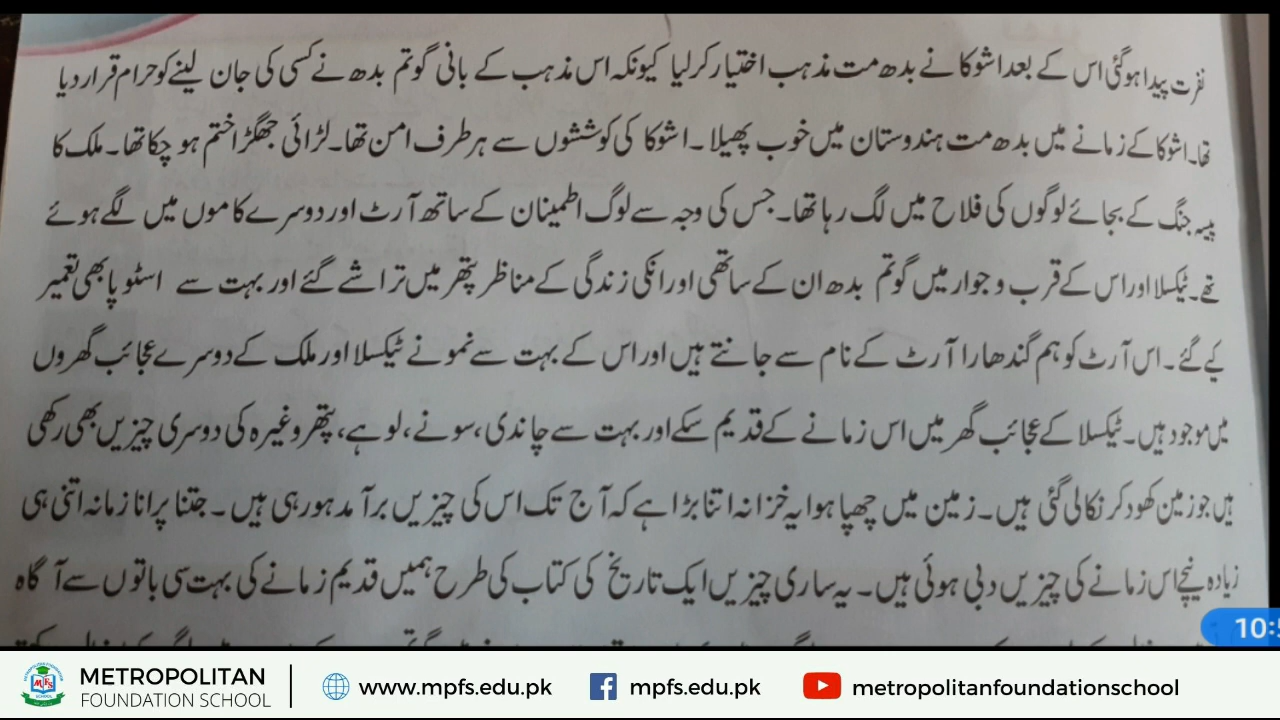 نفرت پیدا ہوگئی اس کے بعد اشوکا نے بدھ مت مذہب اختیار کرلیا کیونکہ اس مذہب کے بانی گوتم بدھ نے کسی کی جان لینے کو حرام قرار دیا
تھا۔ اشوکا کے زمانے میں بدھ مت ہندوستان میں خوب پھیلا ۔ اشوکا کی کوششوں سے ہر طرف امن تھا۔ لڑائی جھگڑا ختم ہو چکا تھا۔ ملک کا
پیسہ جنگ کے بجائے لوگوں کی فلاح میں لگ رہا تھا۔ جس کی وجہ سے لوگ اطمینان کے ساتھ آرٹ اور دوسرے کاموں میں لگے ہوئے
تھے۔ ٹیکسلا اور اس کے قرب و جوار میں گوتم بدھ ان کے ساتھی اور انکی زندگی کے مناظر پتھر میں تراشے گئے اور بہت سے اسٹوپا بھی تعمیر
کیے گئے ۔ اس آرٹ کو ہم گندھارا آرٹ کے نام سے جانتے ہیں اور اس کے بہت سے نمونے ٹیکسلا اور ملک کے دوسرے عجائب گھروں
میں موجود ہیں۔ ٹیکسلا کے عجائب گھر میں اس زمانے کے قدیم سکے اور بہت سے چاندی، سونے، لوہے، پتھر وغیرہ کی دوسری چیزیں بھی رکھی
ہیں جو زمین کھود کر نکالی گئی ہیں۔ زمین میں چھپا ہوا یہ خزانہ اتنا بڑا ہے کہ آج تک اس کی چیزیں برآمد ہورہی ہیں ۔ جتنا پرانا زمانہ اتنی ہی
زیادہ نیچے اس زمانے کی چیزیں دبی ہوئی ہیں۔ یہ ساری چیزیں ایک تاریخ کی کتاب کی طرح ہمیں قدیم زمانے کی بہت سی باتوں سے آگاہ
METROPOLITAN
FOUNDATION SCHOOL
www.mpfs.edu.pk
mpfs.edu.pk
metropolitanfoundationschool